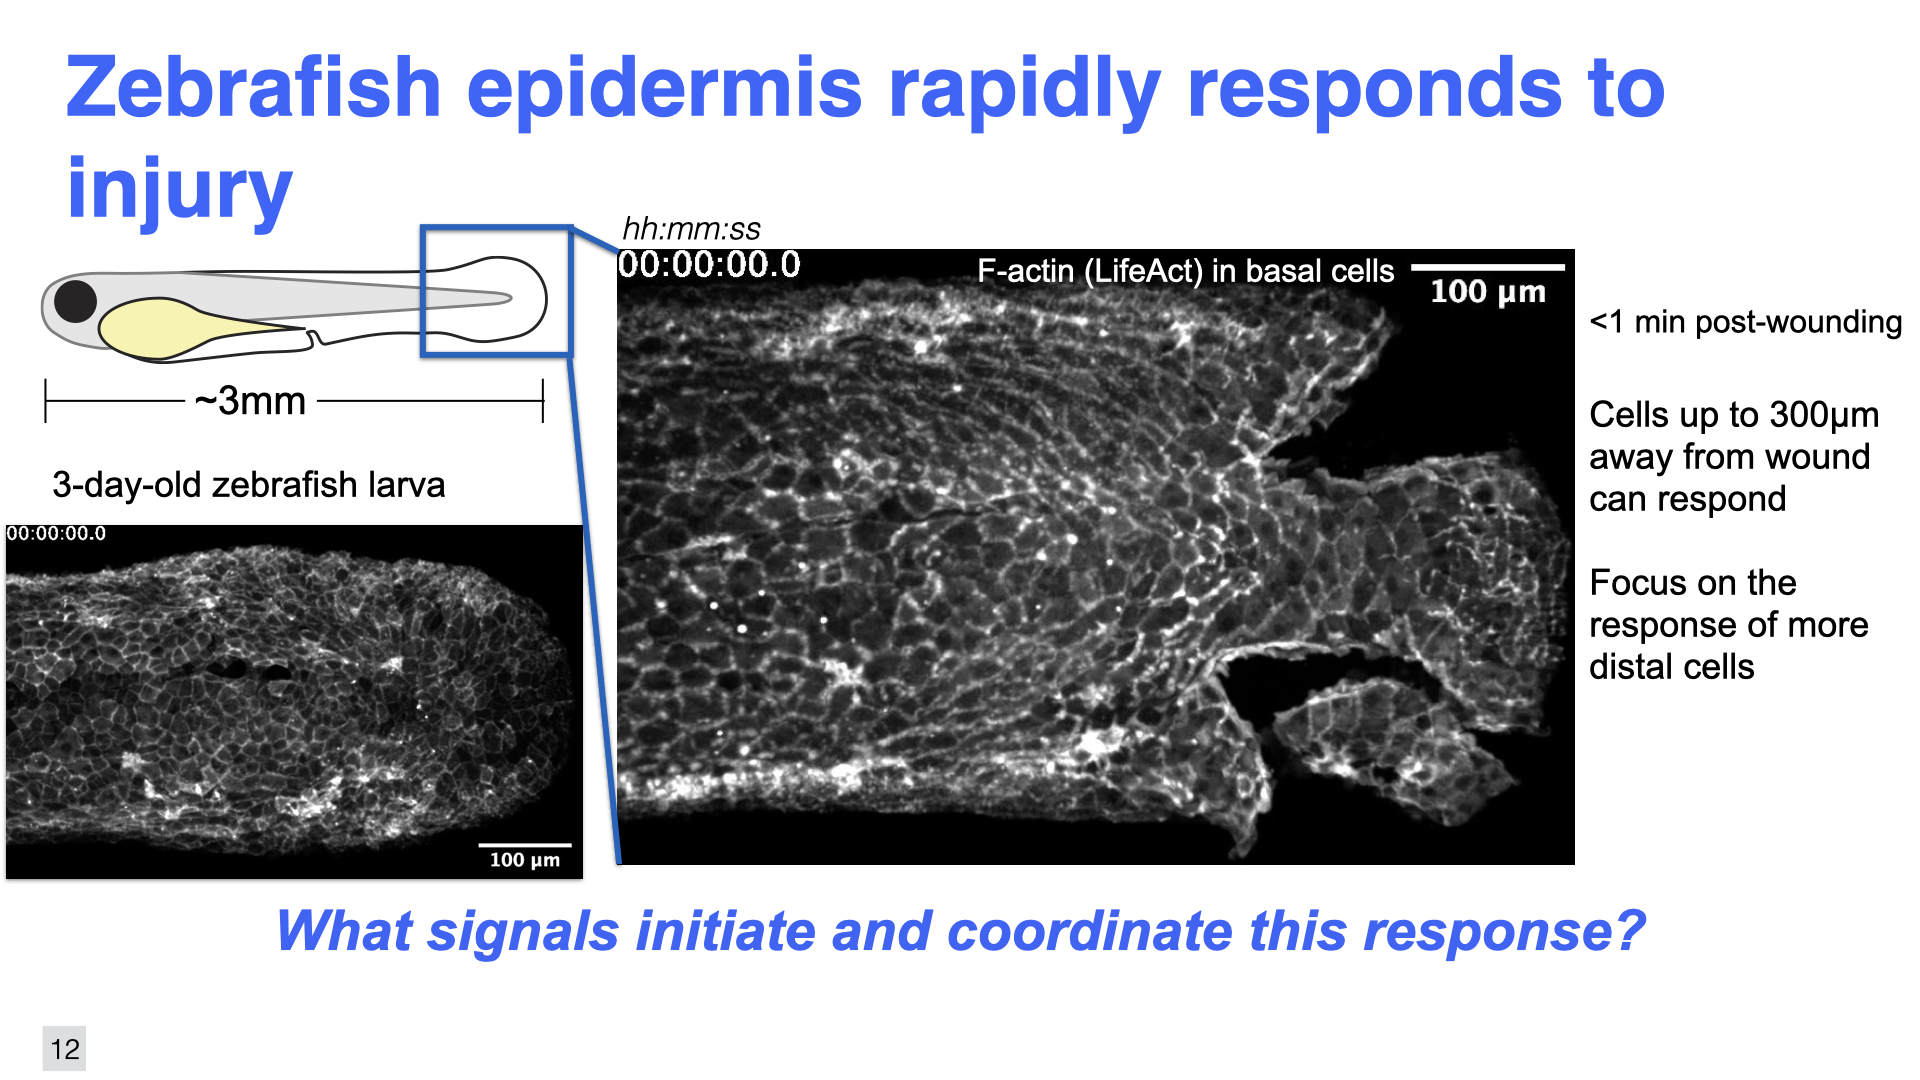 Zebrafish epidermis rapidly responds to
injury
hh:mm:ss
00:00:00.0
F-actin (LifeAct) in basal cells
100 µm
<1 min post-wounding
~3mm
Cells up to 300µm
away from wound
can respond
3-day-old zebrafish larva
00:00:00.0
Focus on the
response of more
distal cells
100 µm
What signals initiate and coordinate this response?
12